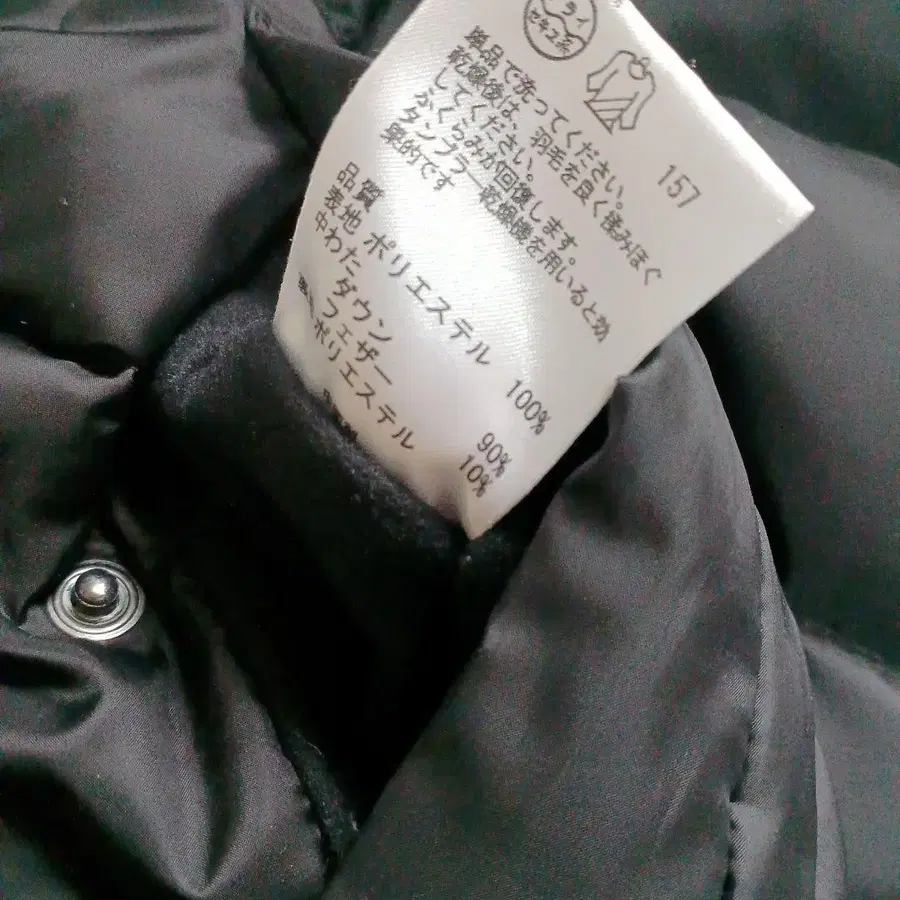 ドライ
セキユ系
157
単品で洗ってください。
乾燥後は、羽毛を良く揉みほぐ
してください。
ふくらみが回復します。
タンブラー乾燥機を用いると効
果的です
品質
表地 ポリエステル 100%
中わた ダウン 90%
フェザー 10%
ポリエステル